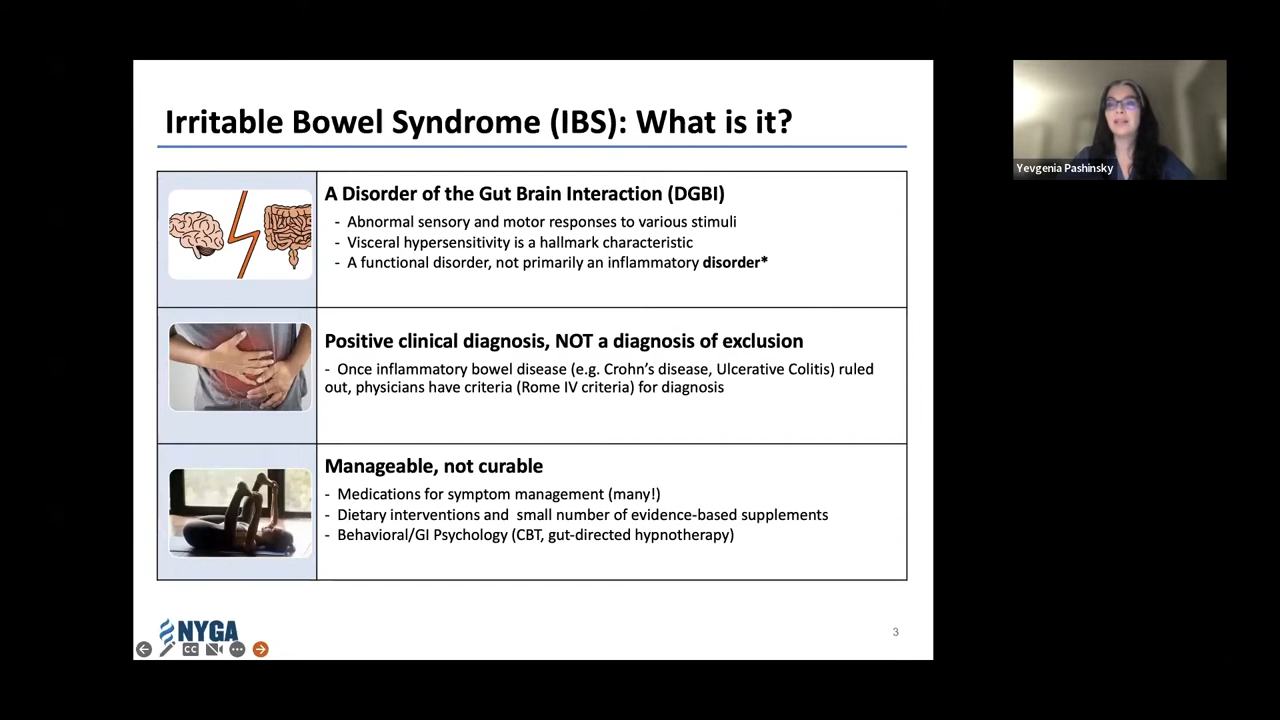 Irritable Bowel Syndrome (IBS): What is it?
A Disorder of the Gut Brain Interaction (DGBI)
- Abnormal sensory and motor responses to various stimuli
- Visceral hypersensitivity is a hallmark characteristic
- A functional disorder, not primarily an inflammatory disorder*
Positive clinical diagnosis, NOT a diagnosis of exclusion
- Once inflammatory bowel disease (e.g. Crohn's disease, Ulcerative Colitis) ruled
out, physicians have criteria (Rome IV criteria) for diagnosis
Manageable, not curable
- Medications for symptom management (many!)
- Dietary interventions and small number of evidence-based supplements
- Behavioral/GI Psychology (CBT, gut-directed hypnotherapy)
NYGA
CC
3
Yevgenia Pashinsky